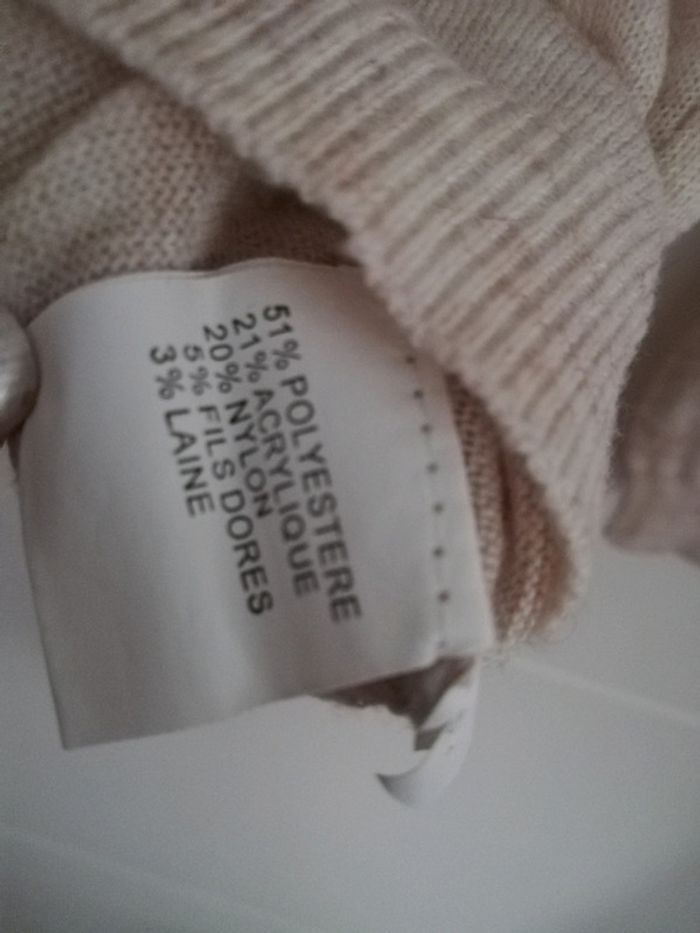 51% POLYESTERE
21% ACRYLIQUE
20% NYLON
5% FILS DORES
3% LAINE